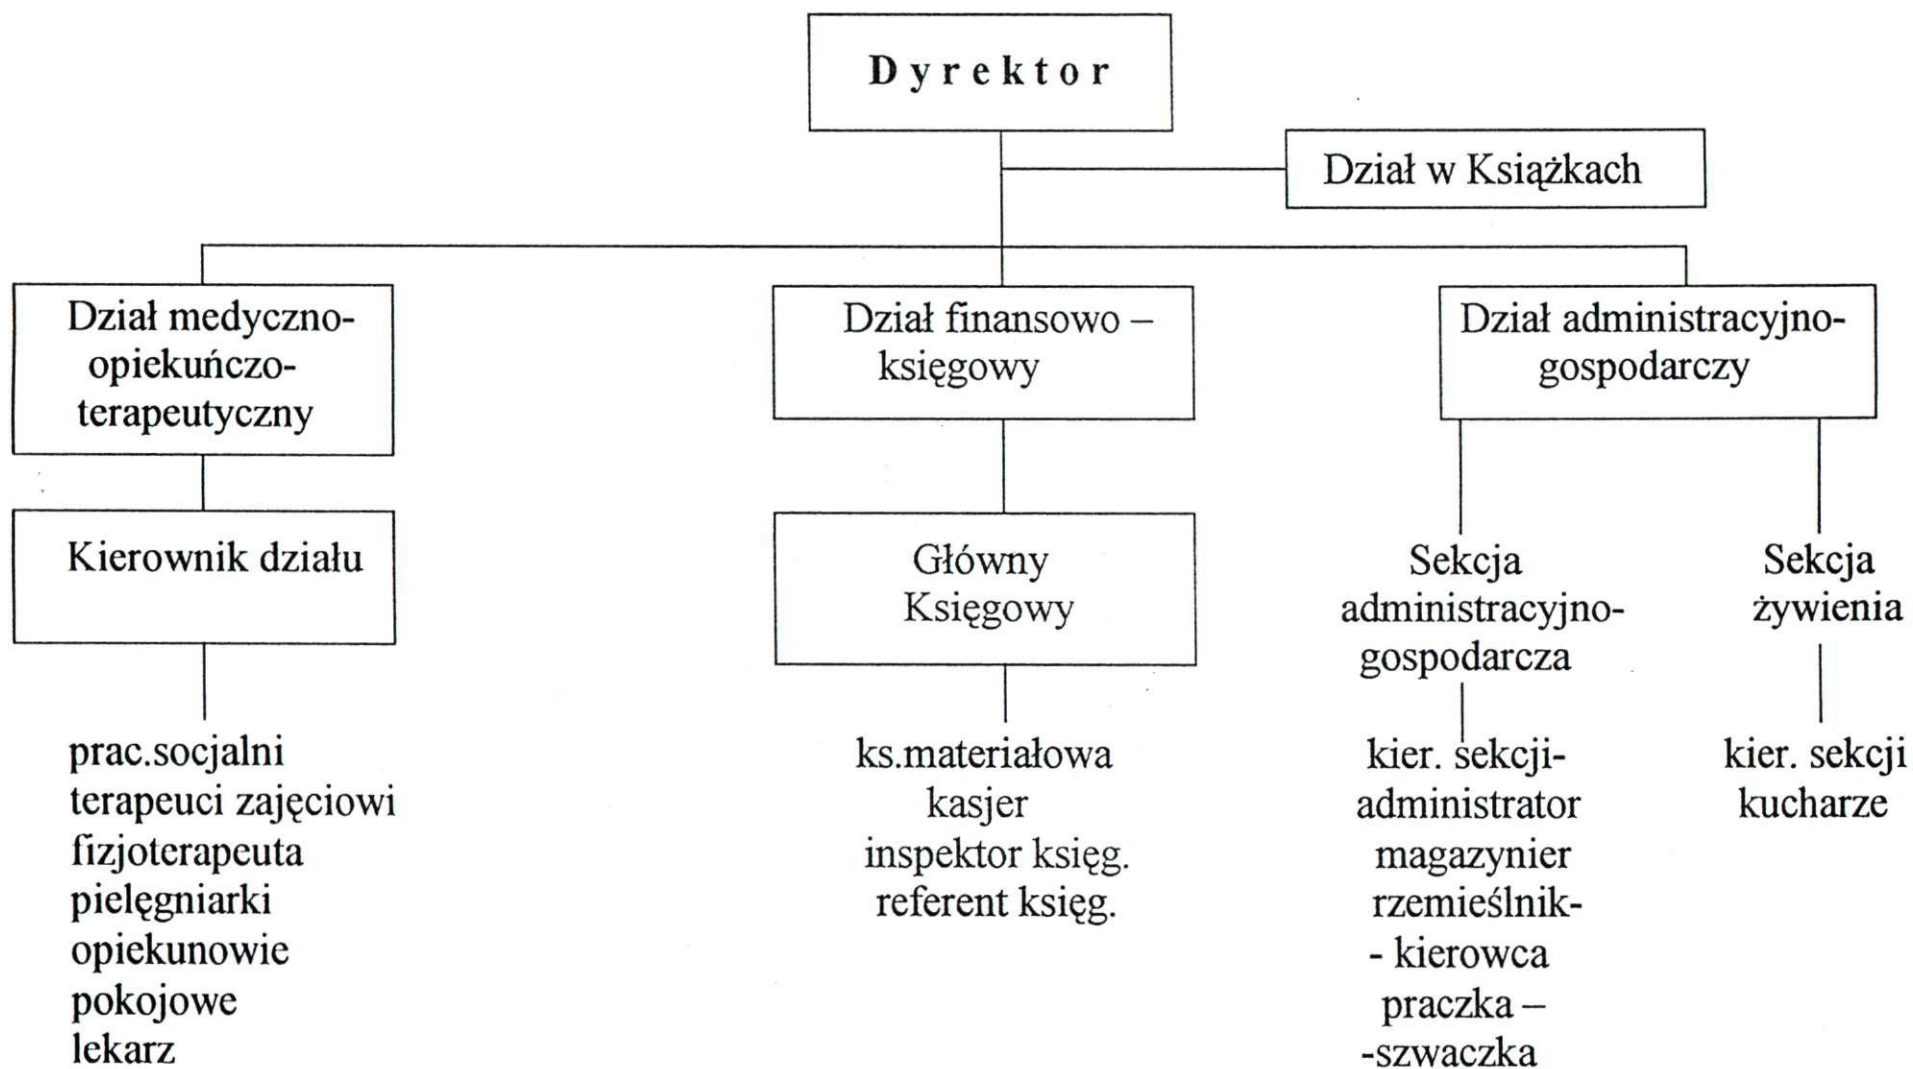 D y r e k t o r
Dział w Książkach
Dział medyczno-
opiekuńczo-
terapeutyczny
Kierownik działu
prac.socjalni
terapeuci zajęciowi
fizjoterapeuta
pielęgniarki
opiekunowie
pokojowe
lekarz
Dział finansowo –
księgowy
Główny
Księgowy
ks.materiałowa
kasjer
inspektor księg.
referent księg.
Dział administracyjno-
gospodarczy
Sekcja
administracyjno-
gospodarcza
kier. sekcji-
administrator
magazynier
rzemieślnik-
- kierowca
praczka –
-szwaczka
Sekcja
żywienia
kier. sekcji
kucharze